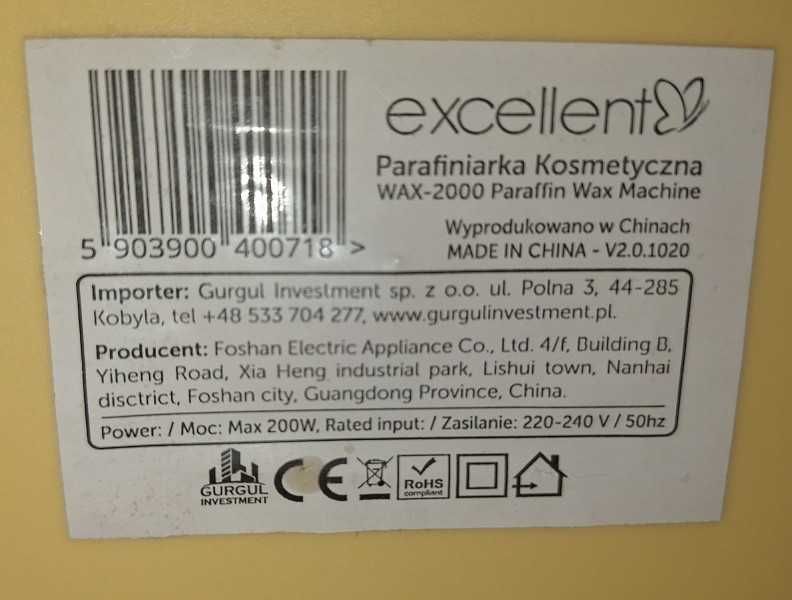 excellent
Parafiniarka Kosmetyczna
WAX-2000 Paraffin Wax Machine
Wyprodukowano w Chinach
MADE IN CHINA - V2.0.1020
5 903900 400718 >
Importer: Gurgul Investment sp. z o.o. ul. Polna 3, 44-285
Kobyla, tel +48 533 704 277, www.gurgulinvestment.pl.
Producent: Foshan Electric Appliance Co., Ltd. 4/f, Building B,
Yiheng Road, Xia Heng industrial park, Lishui town, Nanhai
disctrict, Foshan city, Guangdong Province, China.
Power: / Moc: Max 200W, Rated input: / Zasilanie: 220-240 V / 50hz
GURGUL
INVESTMENT
CE
RoHS
compliant